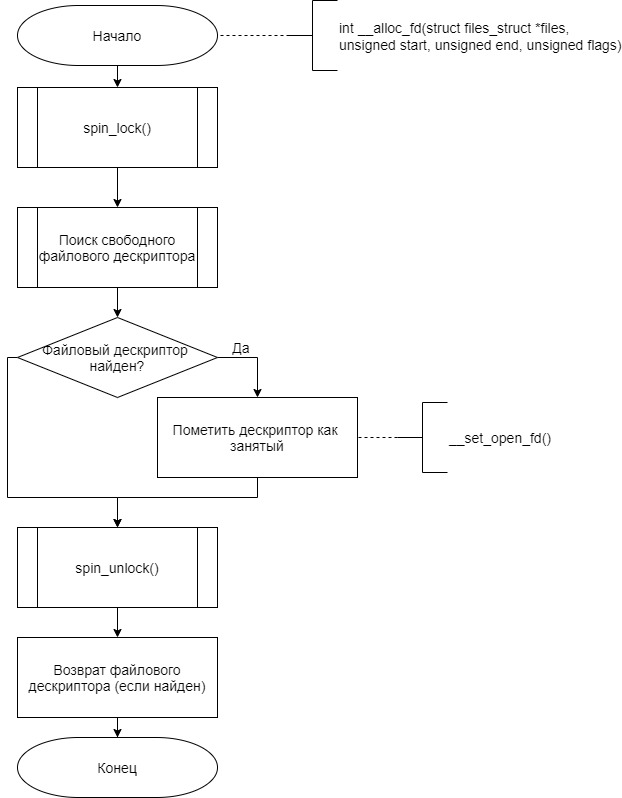 Начало
int __alloc_fd(struct files_struct *files,
unsigned start, unsigned end, unsigned flags)
spin_lock()
Поиск свободного
файлового дескриптора
Файловый дескриптор
найден?
Да
Пометить дескриптор как
занятый
__set_open_fd()
spin_unlock()
Возврат файлового
дескриптора (если найден)
Конец